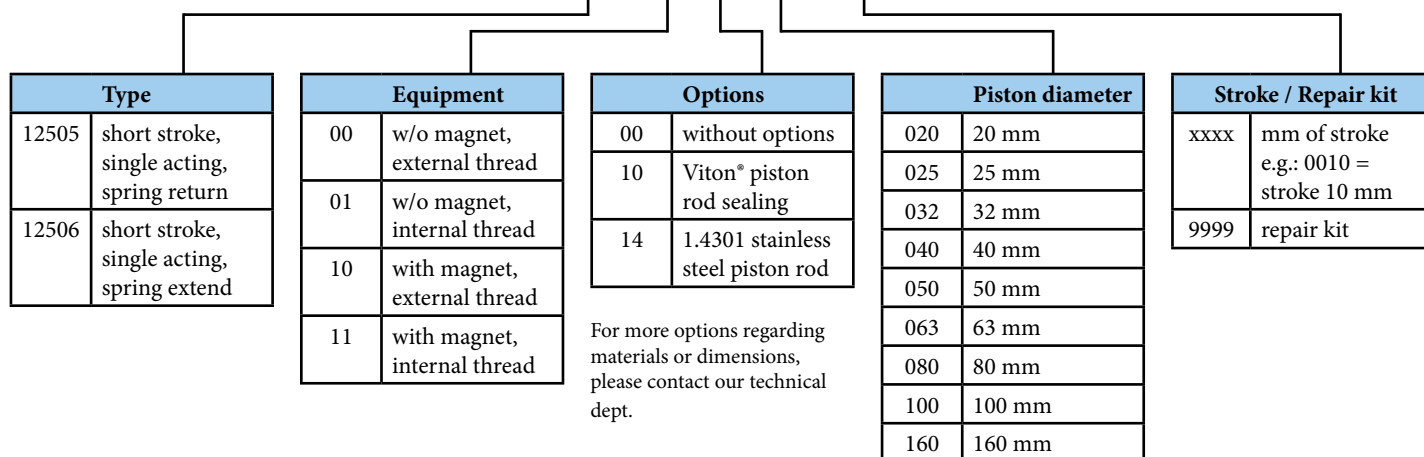 Type
12505 short stroke,
single acting,
spring return
12506 short stroke,
single acting,
spring extend
Equipment
00 w/o magnet,
external thread
01 w/o magnet,
internal thread
10 with magnet,
external thread
11 with magnet,
internal thread
Options
00 without options
10 Viton® piston
rod sealing
14 1.4301 stainless
steel piston rod
For more options regarding
materials or dimensions,
please contact our technical
dept.
Piston diameter
020 20 mm
025 25 mm
032 32 mm
040 40 mm
050 50 mm
063 63 mm
080 80 mm
100 100 mm
160 160 mm
Stroke / Repair kit
xxxx mm of stroke
e.g.: 0010 =
stroke 10 mm
9999 repair kit